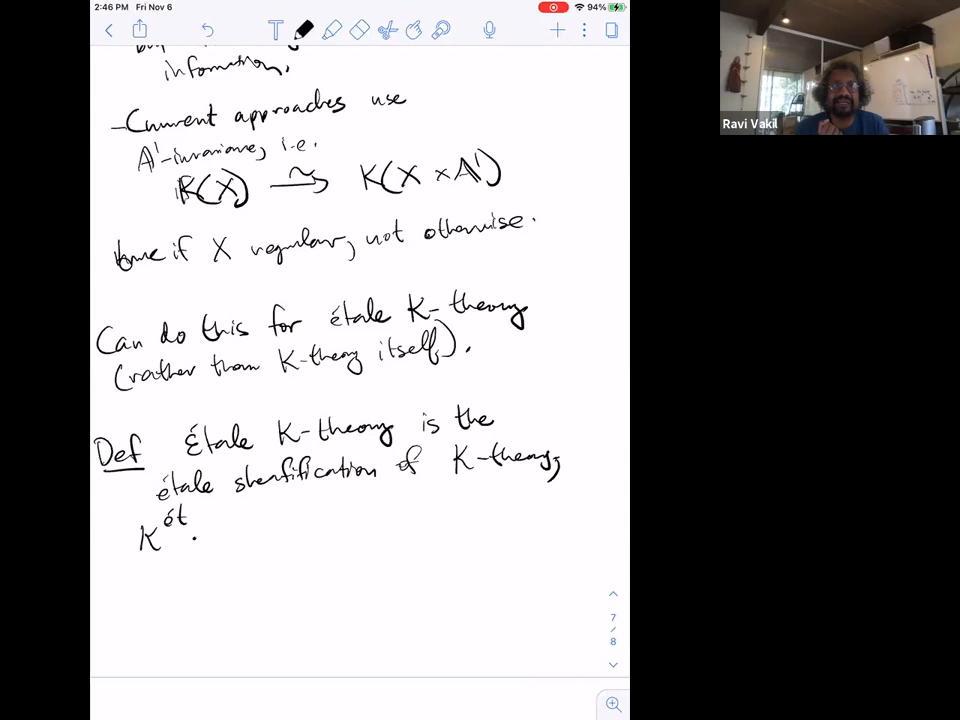 2:46 PM Fri Nov 6
94%
information.
- Current approaches use
A¹-invariance, i.e.
K(X) ≃→ K(X × A¹)
true if X regular, not otherwise.
Can do this for étale K-theory
(rather than K-theory itself).
Def Étale K-theory is the
étale sheafification of K-theory,
K^ét.
7
/
8
Ravi Vakil